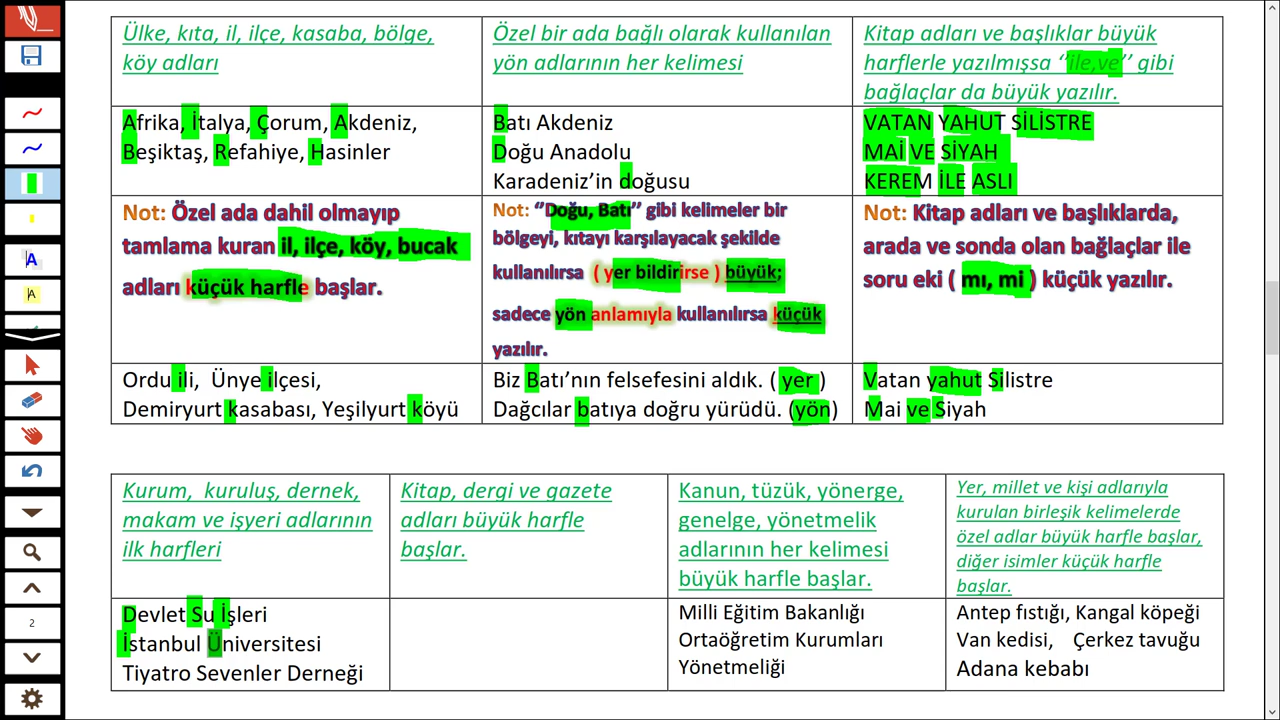 Ülke, kıta, il, ilçe, kasaba, bölge,
köy adları
Özel bir ada bağlı olarak kullanılan
yön adlarının her kelimesi
Kitap adları ve başlıklar büyük
harflerle yazılmışsa ‘’ile,ve’’ gibi
bağlaçlar da büyük yazılır.
Afrika, İtalya, Çorum, Akdeniz,
Beşiktaş, Refahiye, Hasinler
Batı Akdeniz
Doğu Anadolu
Karadeniz’in doğusu
VATAN YAHUT SİLİSTRE
MAİ VE SİYAH
KEREM İLE ASLI
Not: Özel ada dahil olmayıp
tamlama kuran il, ilçe, köy, bucak
adları küçük harfle başlar.
Not: ‘’Doğu, Batı’’ gibi kelimeler bir
bölgeyi, kıtayı karşılayacak şekilde
kullanılırsa ( yer bildirirse ) büyük;
sadece yön anlamıyla kullanılırsa küçük
yazılır.
Not: Kitap adları ve başlıklarda,
arada ve sonda olan bağlaçlar ile
soru eki ( mı, mi ) küçük yazılır.
Ordu ili, Ünye ilçesi,
Demiryurt kasabası, Yeşilyurt köyü
Biz Batı’nın felsefesini aldık. ( yer )
Dağcılar batıya doğru yürüdü. (yön)
Vatan yahut Silistre
Mai ve Siyah
Kurum, kuruluş, dernek,
makam ve işyeri adlarının
ilk harfleri
Kitap, dergi ve gazete
adları büyük harfle
başlar.
Kanun, tüzük, yönerge,
genelge, yönetmelik
adlarının her kelimesi
büyük harfle başlar.
Yer, millet ve kişi adlarıyla
kurulan birleşik kelimelerde
özel adlar büyük harfle başlar,
diğer isimler küçük harfle
başlar.
Devlet Su İşleri
İstanbul Üniversitesi
Tiyatro Sevenler Derneği
Milli Eğitim Bakanlığı
Ortaöğretim Kurumları
Yönetmeliği
Antep fıstığı, Kangal köpeği
Van kedisi, Çerkez tavuğu
Adana kebabı
A
A
2